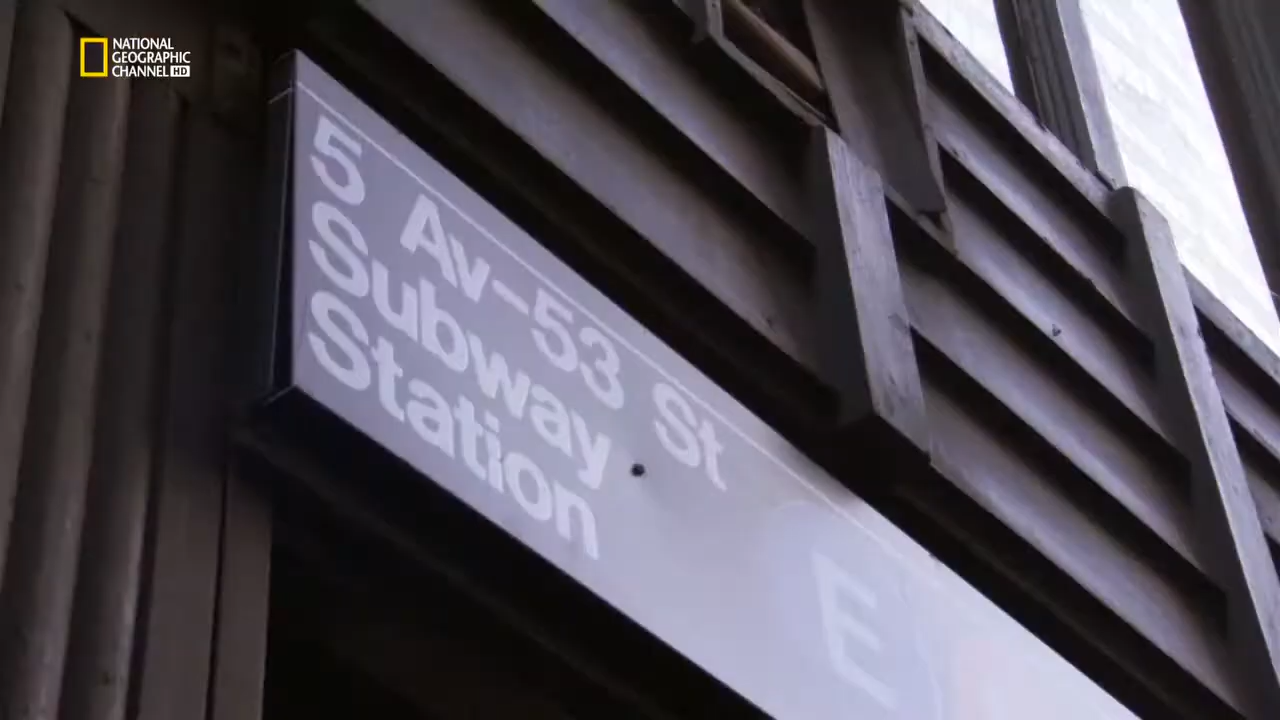 NATIONAL
GEOGRAPHIC
CHANNEL HD
5 Av–53 St
Subway
Station
E